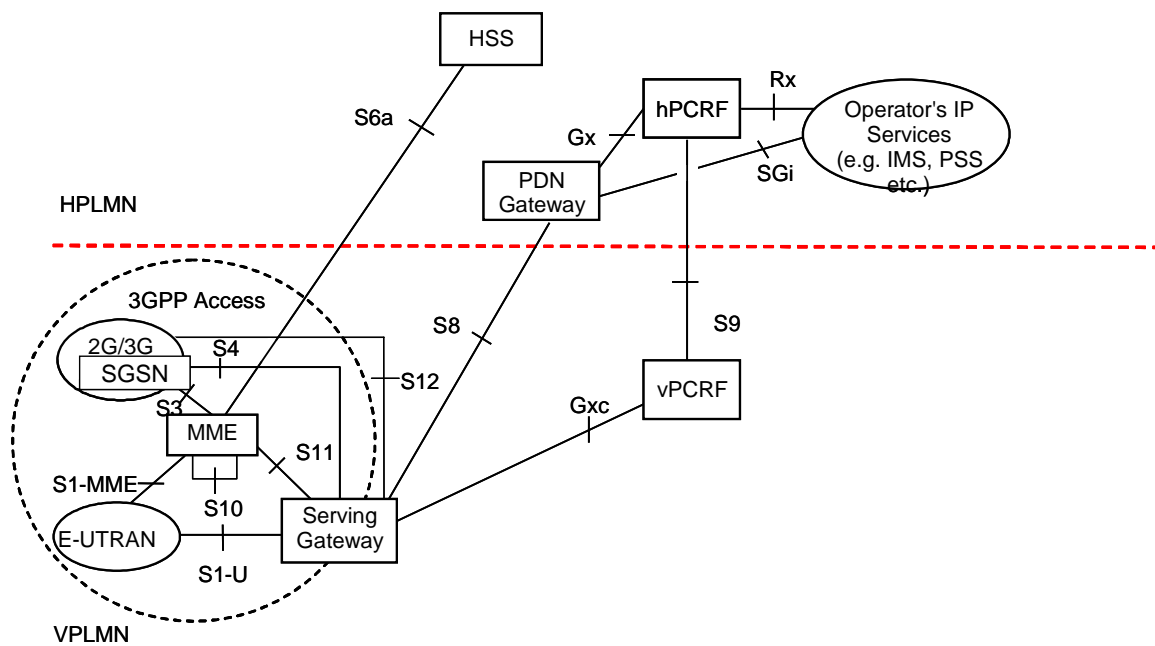 HSS
Rx
hPCRF
Operator's IP
Services
(e.g. IMS, PSS
etc.)
S6a
Gx
SGi
PDN
Gateway
HPLMN
3GPP Access
2G/3G
S4
SGSN
S8
S9
S12
S3
vPCRF
Gxc
MME
S11
S1-MME
S10
Serving
Gateway
E-UTRAN
S1-U
VPLMN